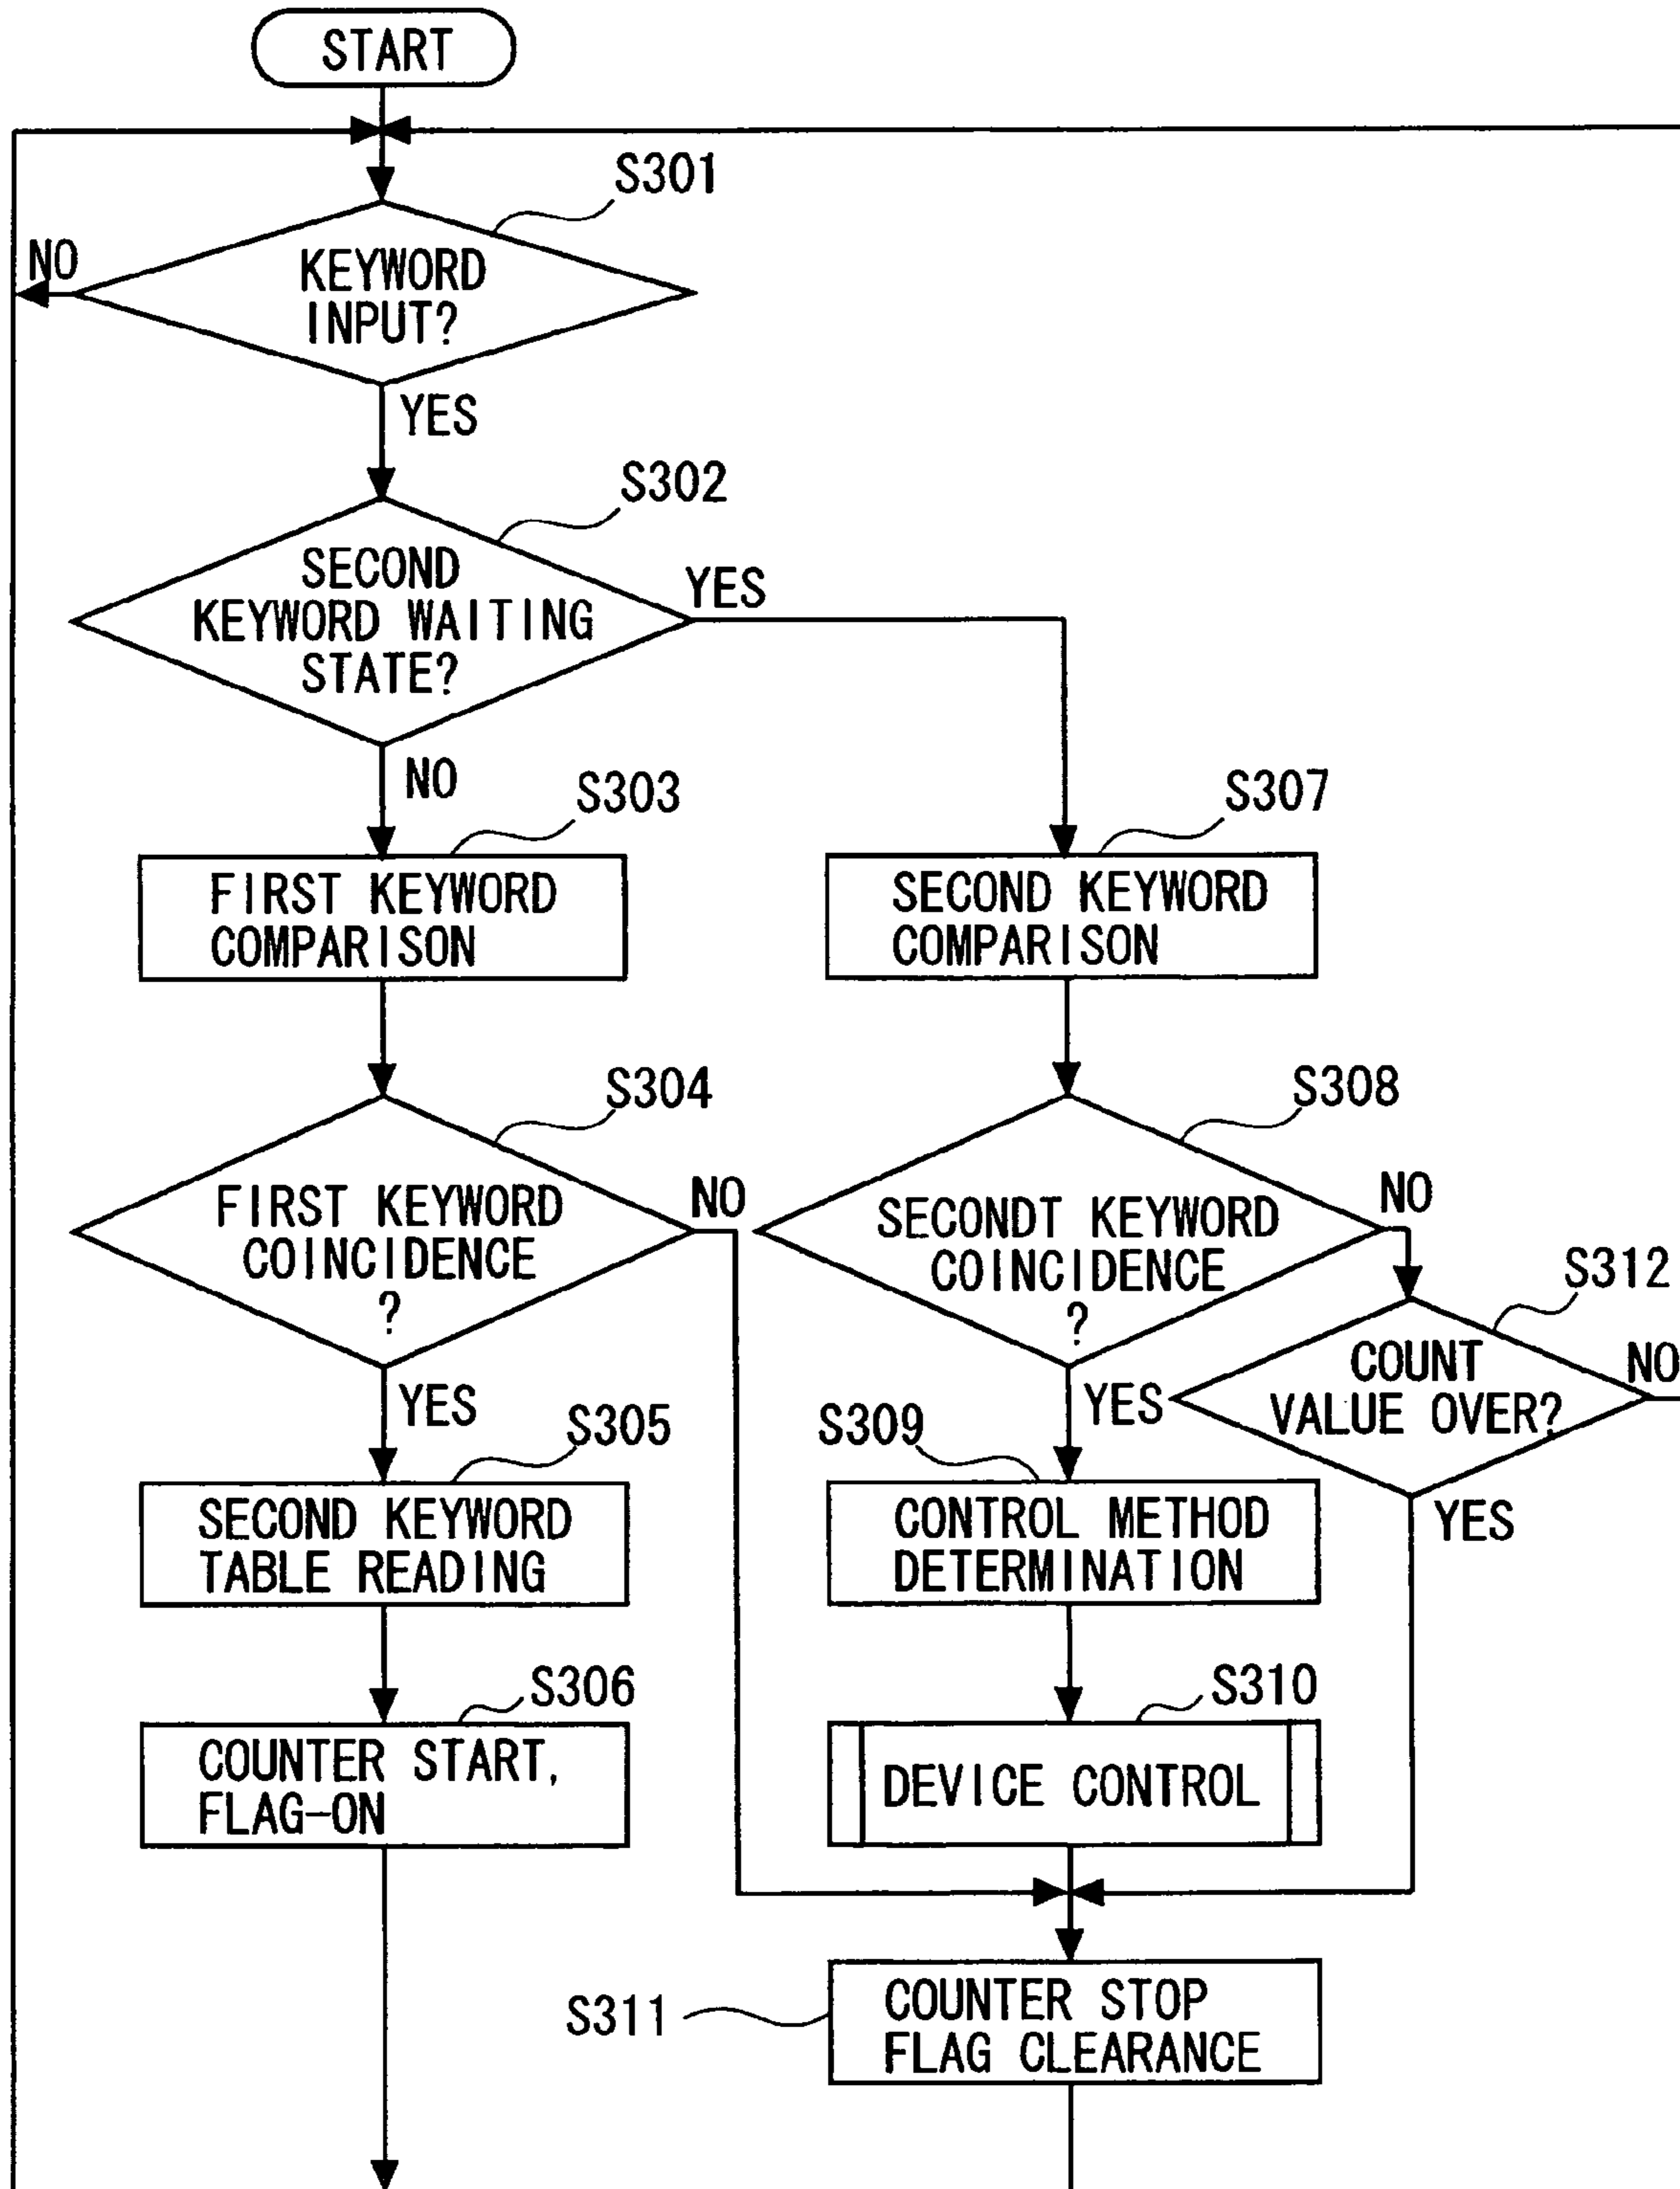 START
S301
NO
KEYWORD
INPUT?
YES
S302
SECOND
KEYWORD WAITING
STATE?
YES
NO
S303
FIRST KEYWORD
COMPARISON
S307
SECOND KEYWORD
COMPARISON
S304
FIRST KEYWORD
COINCIDENCE
?
NO
YES
S308
SECONDT KEYWORD
COINCIDENCE
?
NO
YES
S312
COUNT
VALUE OVER?
NO
YES
S305
SECOND KEYWORD
TABLE READING
S309
CONTROL METHOD
DETERMINATION
S306
COUNTER START,
FLAG-ON
S310
DEVICE CONTROL
S311
COUNTER STOP
FLAG CLEARANCE